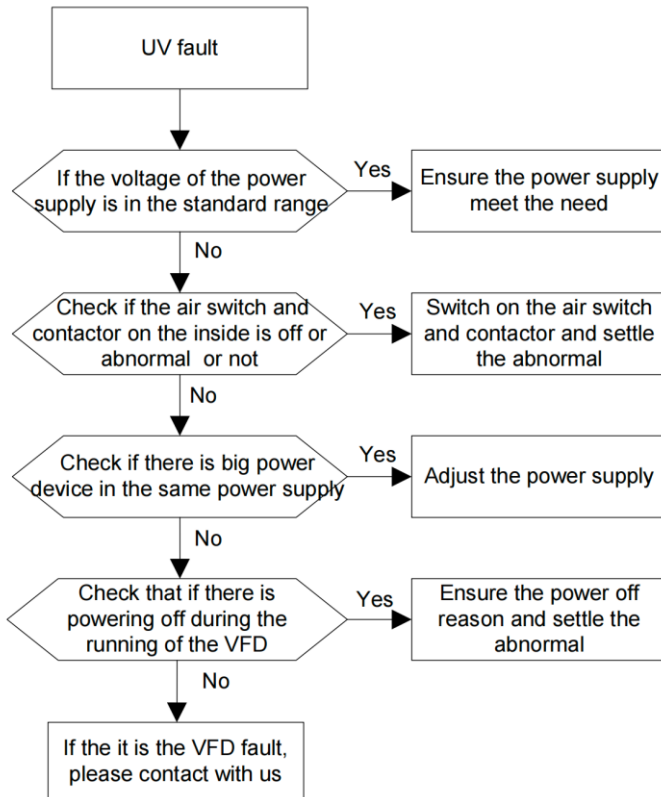 UV fault
If the voltage of the power
supply is in the standard range
Yes
Ensure the power supply
meet the need
No
Check if the air switch and
contactor on the inside is off or
abnormal or not
Yes
Switch on the air switch
and contactor and settle
the abnormal
No
Check if there is big power
device in the same power supply
Yes
Adjust the power supply
No
Check that if there is
powering off during the
running of the VFD
Yes
Ensure the power off
reason and settle the
abnormal
No
If the it is the VFD fault,
please contact with us